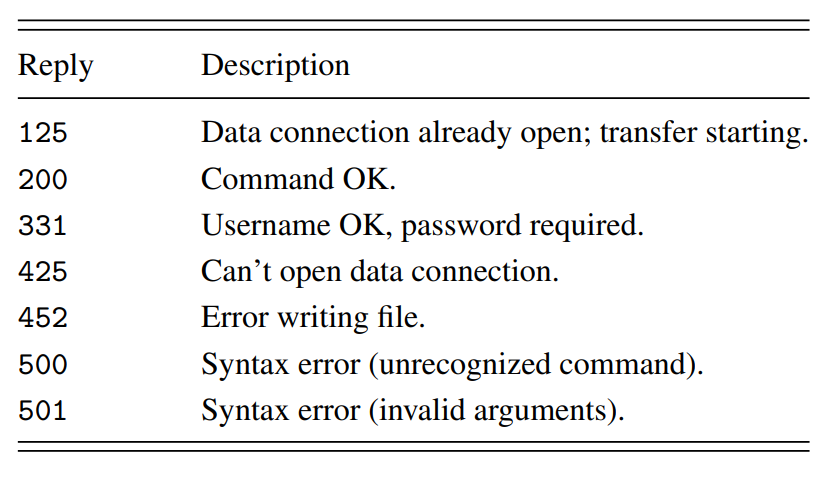 Reply Description
125 Data connection already open; transfer starting.
200 Command OK.
331 Username OK, password required.
425 Can’t open data connection.
452 Error writing file.
500 Syntax error (unrecognized command).
501 Syntax error (invalid arguments).